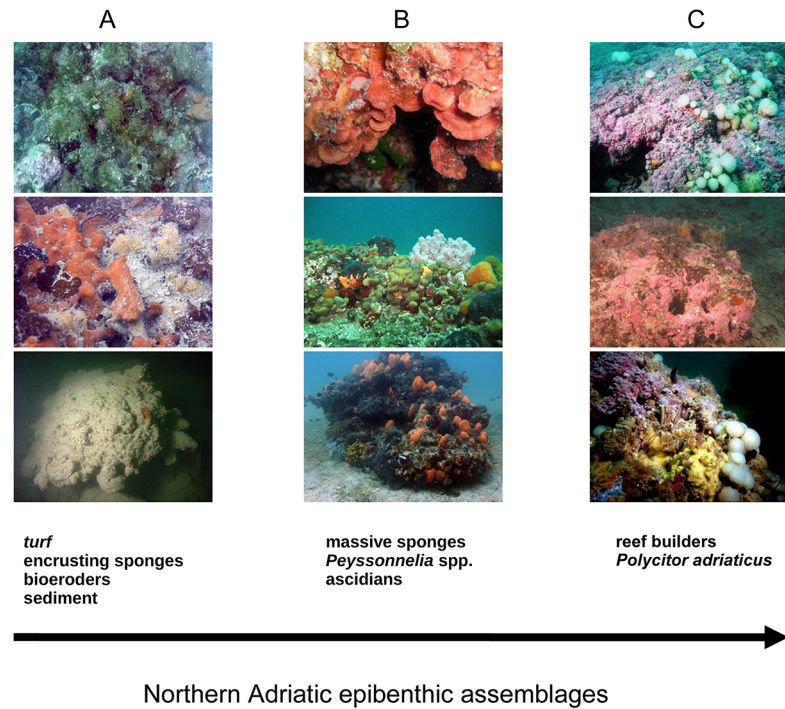 A
B
C
turf
encrusting sponges
bioeroders
sediment
massive sponges
Peyssonnelia spp.
ascidians
reef builders
Polycitor adriaticus
Northern Adriatic epibenthic assemblages